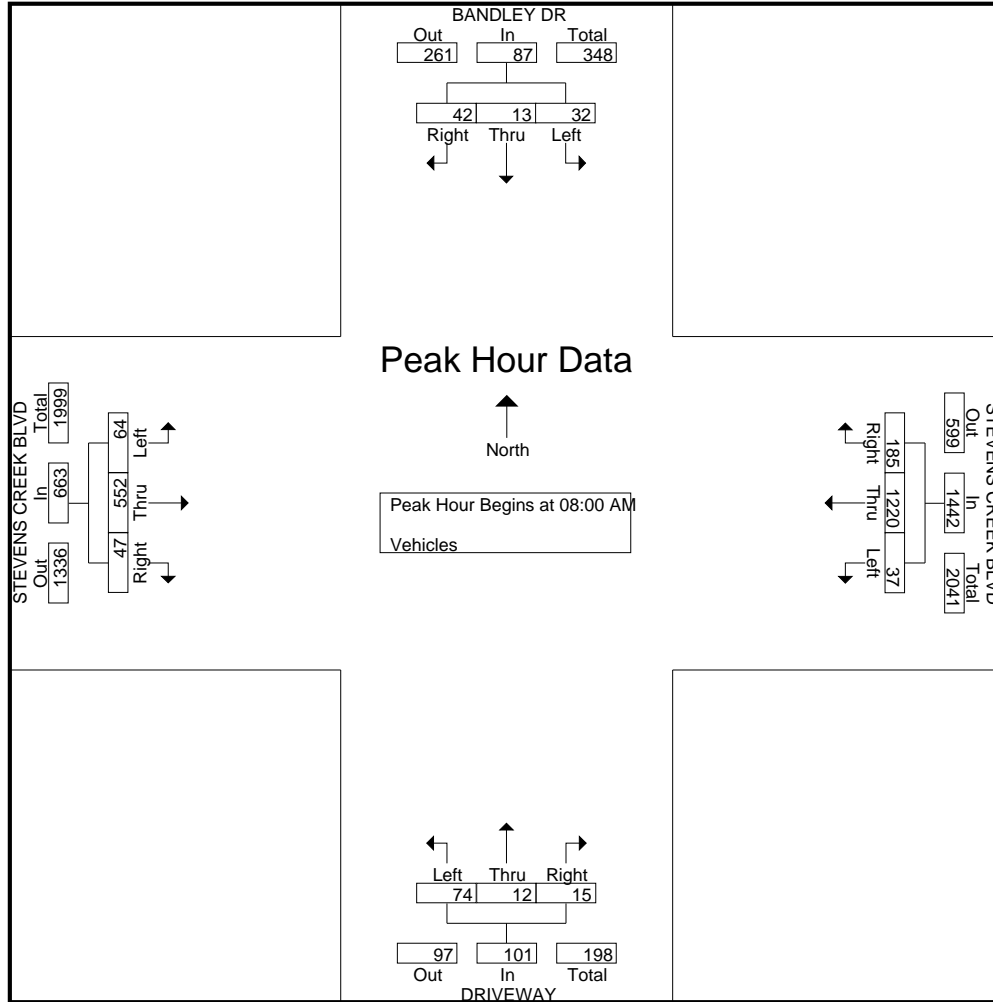 BANDLEY DR
Out In Total
261 87 348
42 13 32
Right Thru Left
Peak Hour Data
North
Peak Hour Begins at 08:00 AM
Vehicles
STEVENS CREEK BLVD
Total In Out
1999 663 1336
64 552 47
Left Thru Right
STEVENS CREEK BLVD
Out In Total
599 1442 2041
185 1220 37
Right Thru Left
Left Thru Right
74 12 15
97 101 198
Out In Total
DRIVEWAY